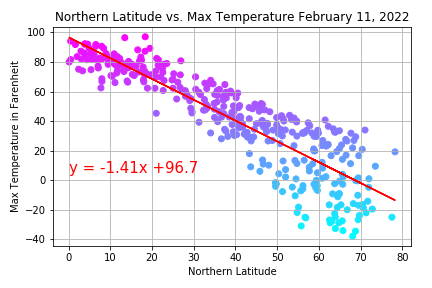 Northern Latitude vs. Max Temperature February 11, 2022
Max Temperature in Farenheit
100
80
60
40
20
0
−20
−40
y = -1.41x +96.7
0 10 20 30 40 50 60 70 80
Northern Latitude